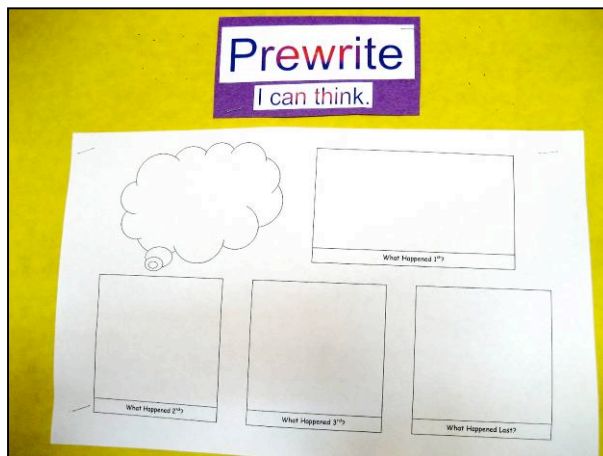 Prewrite
I can think.
What Happened 1st?
What Happened 2nd?
What Happened 3rd?
What Happened Last?